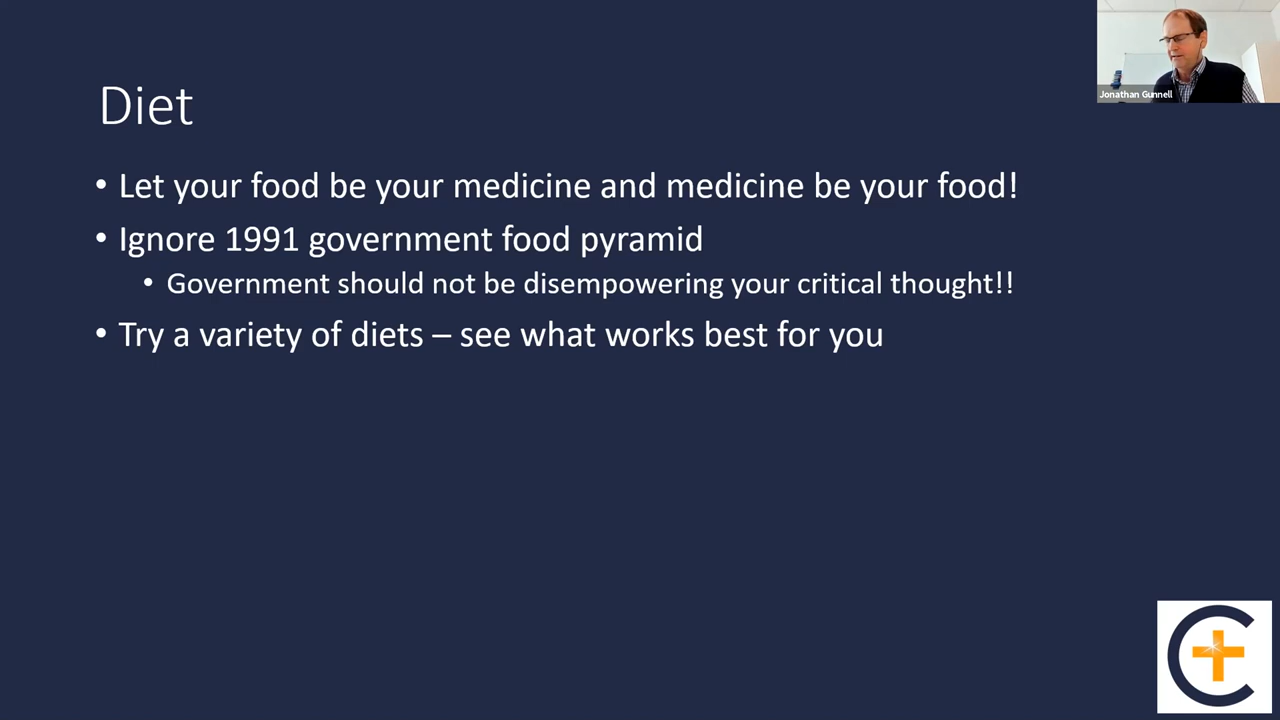 Jonathan Gunnell
Diet
• Let your food be your medicine and medicine be your food!
• Ignore 1991 government food pyramid
• Government should not be disempowering your critical thought!!
• Try a variety of diets – see what works best for you